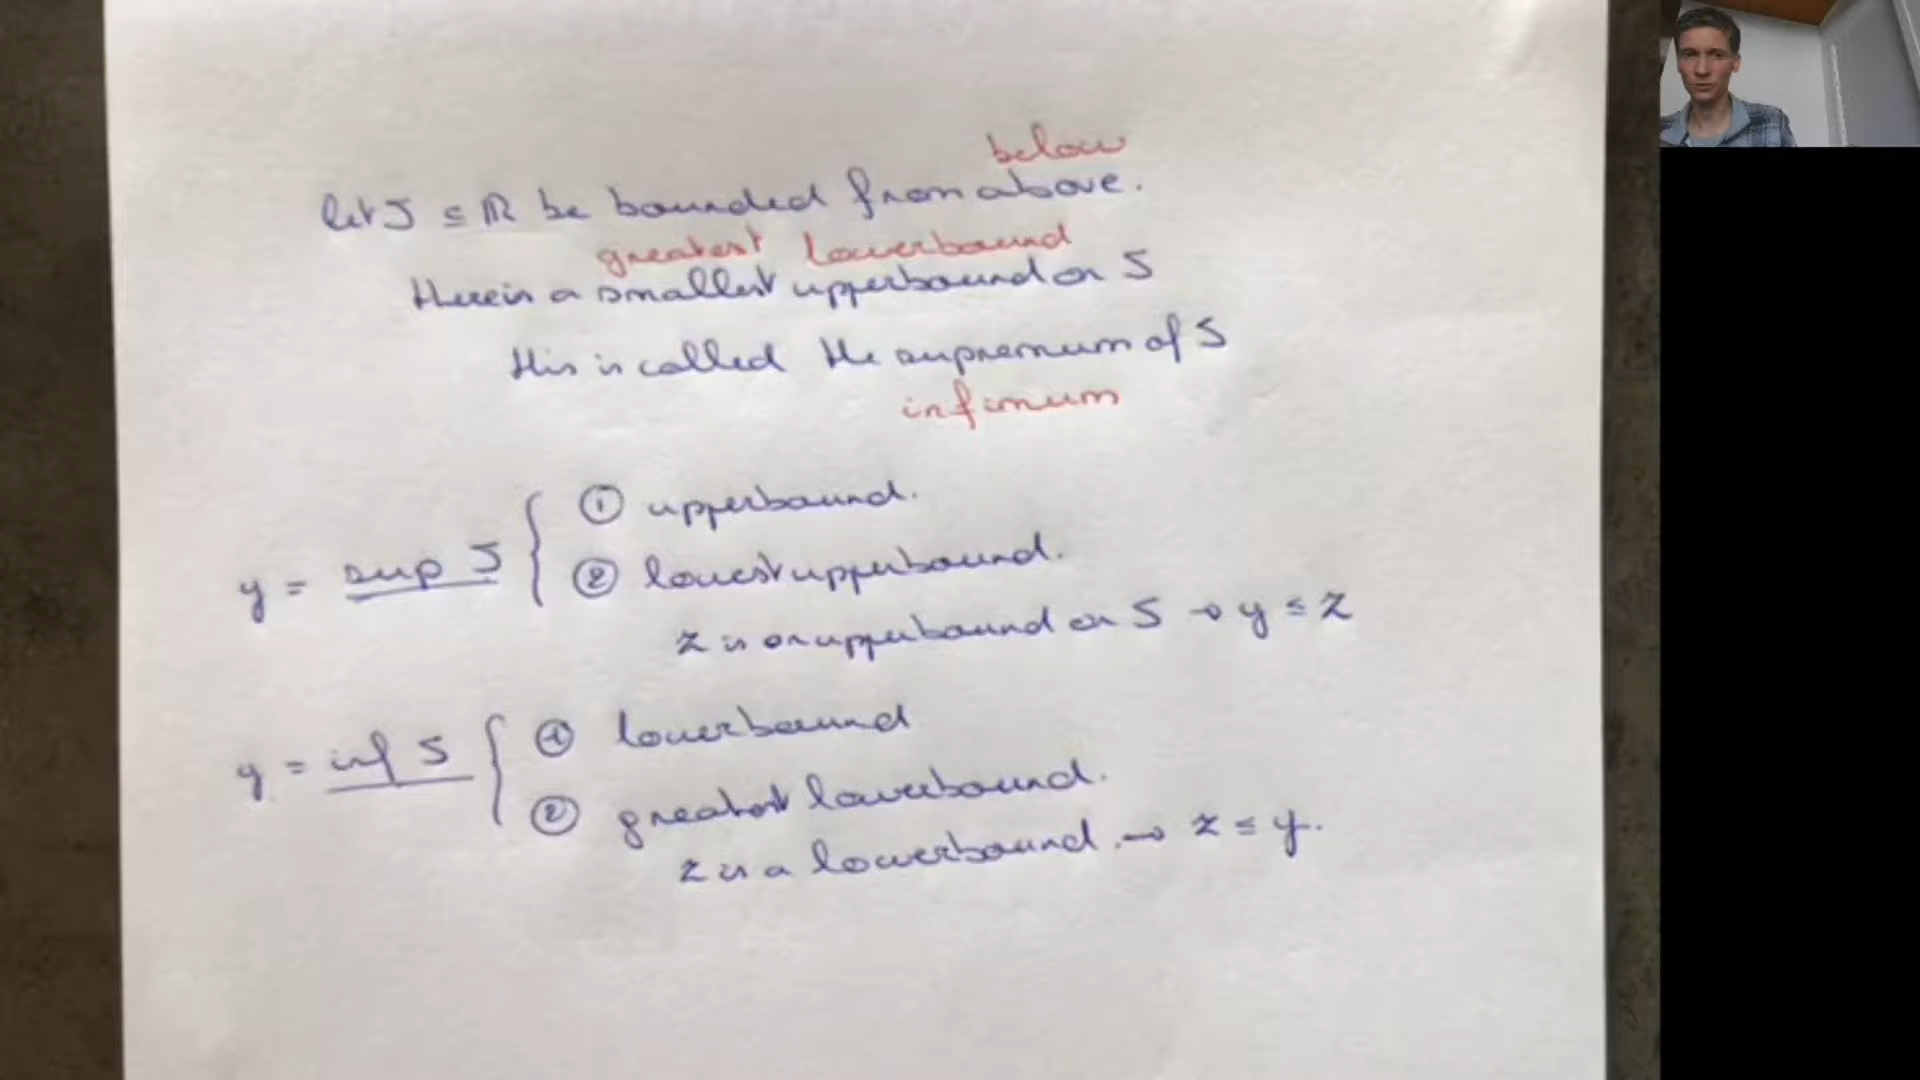 below
let S ⊆ ℝ be bounded from above.
greatest lowerbound
there is a smallest upperbound on S
this is called the supremum of S
infimum
① upperbound.
y = sup S {
② lowest upperbound.
z is an upperbound on S → y ≤ z
① lowerbound
y = inf S {
② greatest lowerbound.
z is a lowerbound. → z ≤ y.